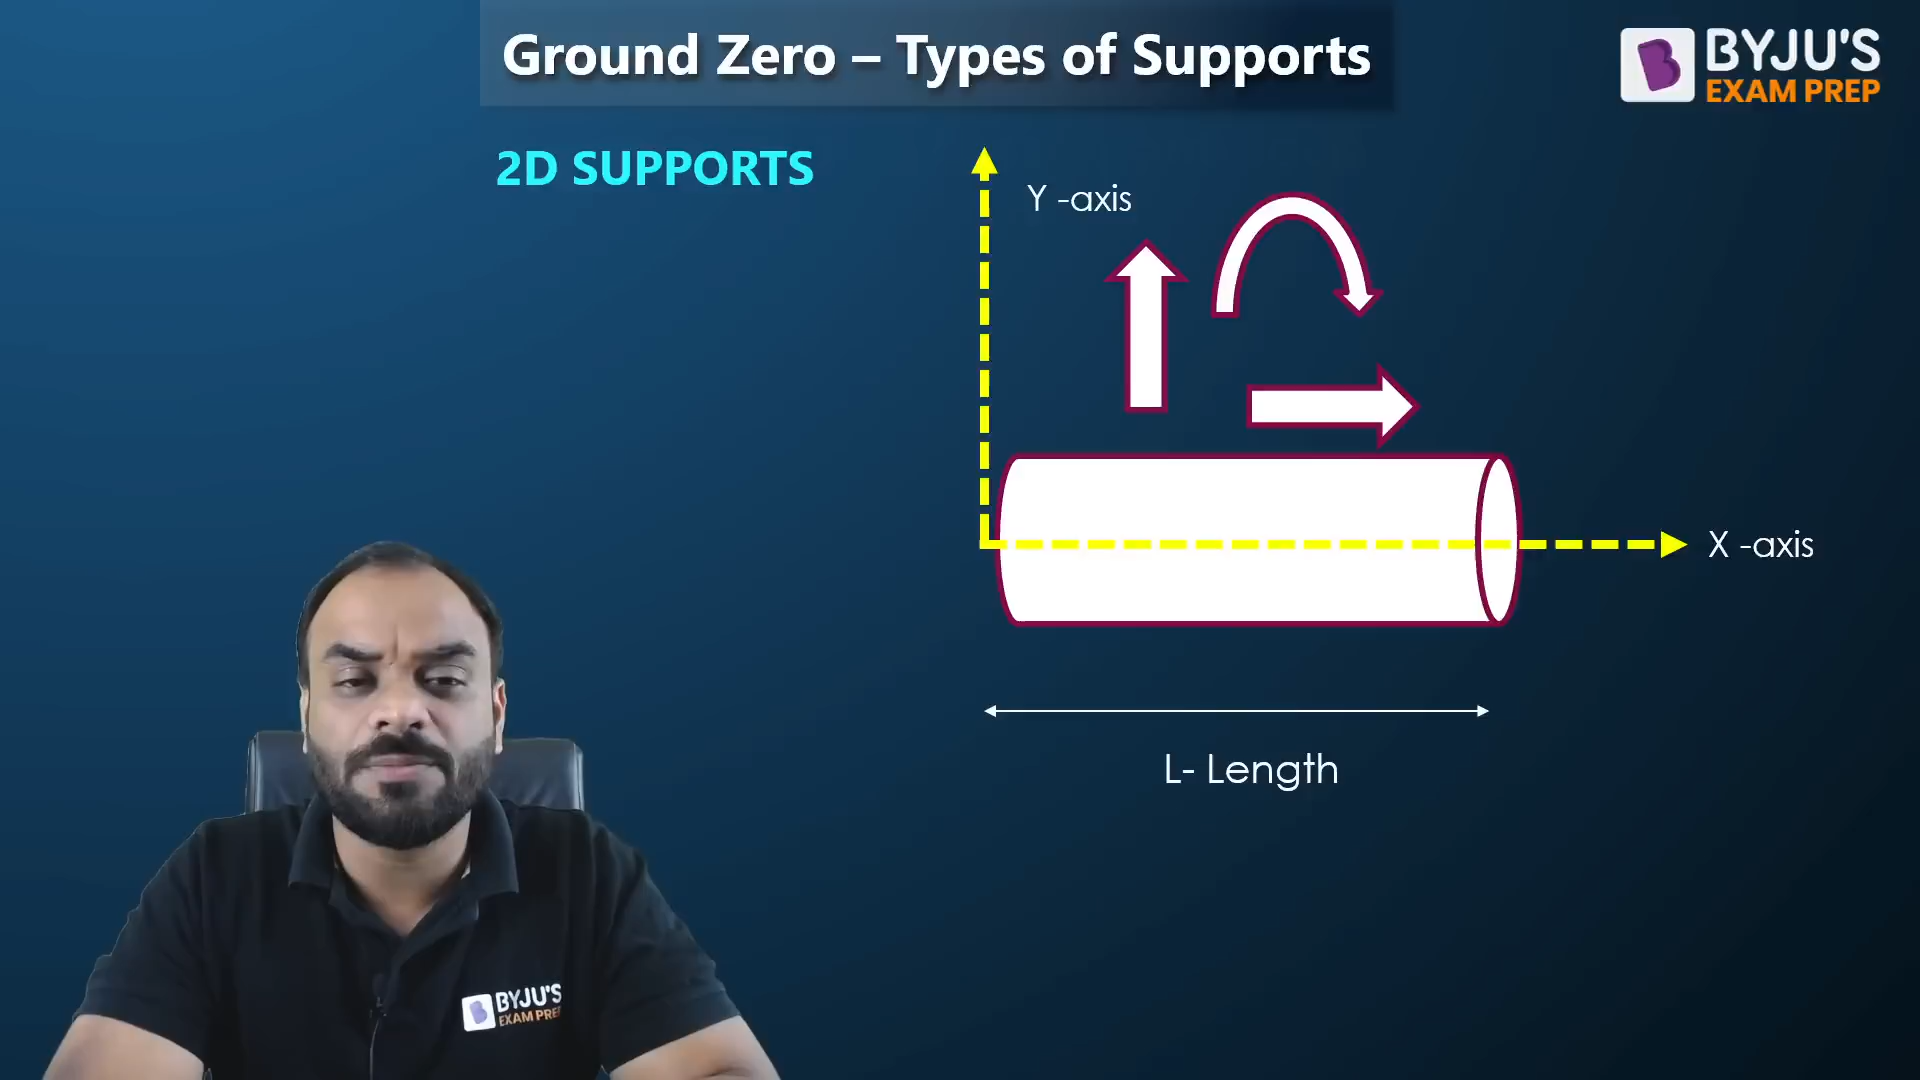 Ground Zero – Types of Supports
BYJU'S
EXAM PREP
2D SUPPORTS
Y -axis
X -axis
L- Length
BYJU'S
EXAM PREP